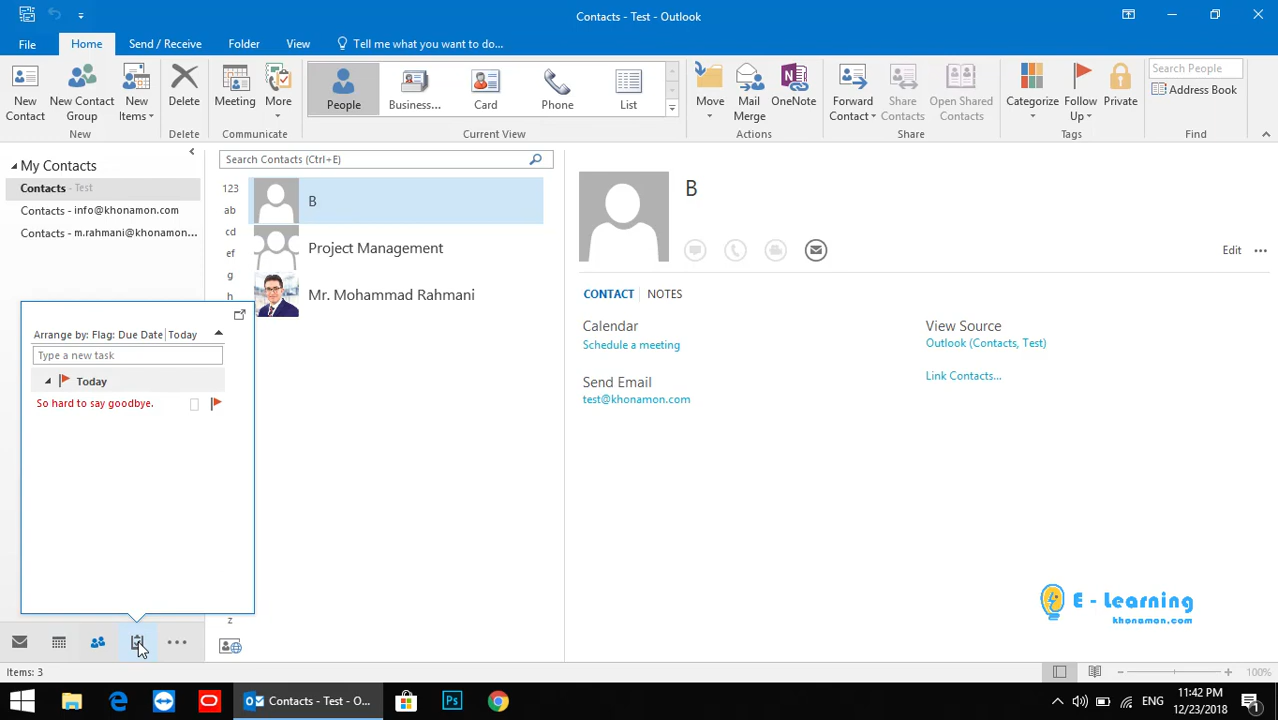 Contacts - Test - Outlook
File
Home
Send / Receive
Folder
View
Tell me what you want to do...
New Contact
New Contact Group
New Items
New
Delete
Delete
Meeting
More
Communicate
People
Business...
Card
Phone
List
Current View
Move
Mail Merge
OneNote
Actions
Forward Contact
Share Contacts
Open Shared Contacts
Share
Categorize
Follow Up
Private
Tags
Search People
Address Book
Find
My Contacts
Contacts - Test
Contacts - info@khonamon.com
Contacts - m.rahmani@khonamon...
Search Contacts (Ctrl+E)
123
ab
cd
ef
g
h
z
B
Project Management
Mr. Mohammad Rahmani
B
Edit
CONTACT
NOTES
Calendar
Schedule a meeting
Send Email
test@khonamon.com
View Source
Outlook (Contacts, Test)
Link Contacts...
Arrange by: Flag: Due Date
Today
Type a new task
Today
So hard to say goodbye.
E - Learning
khonamon.com
Items: 3
100%
Contacts - Test - O...
Ps
ENG
11:42 PM
12/23/2018
1